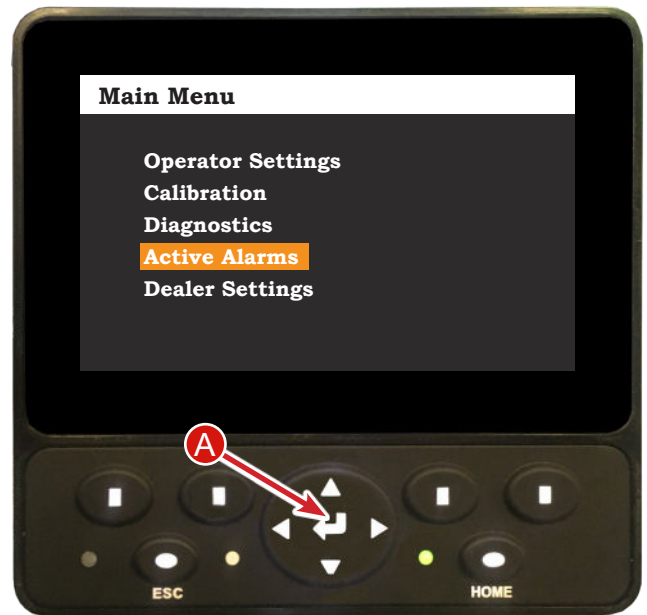 Main Menu
Operator Settings
Calibration
Diagnostics
Active Alarms
Dealer Settings
A
ESC
HOME